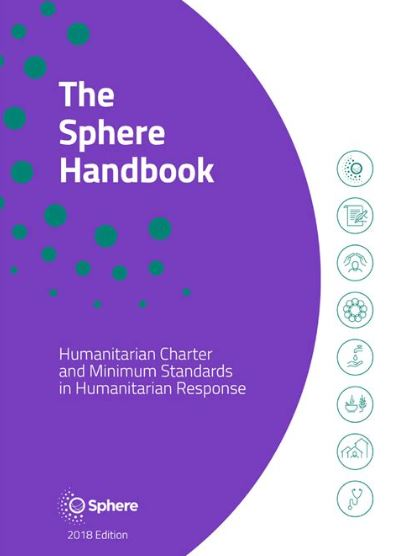 The
Sphere
Handbook
Humanitarian Charter
and Minimum Standards
in Humanitarian Response
Sphere
2018 Edition